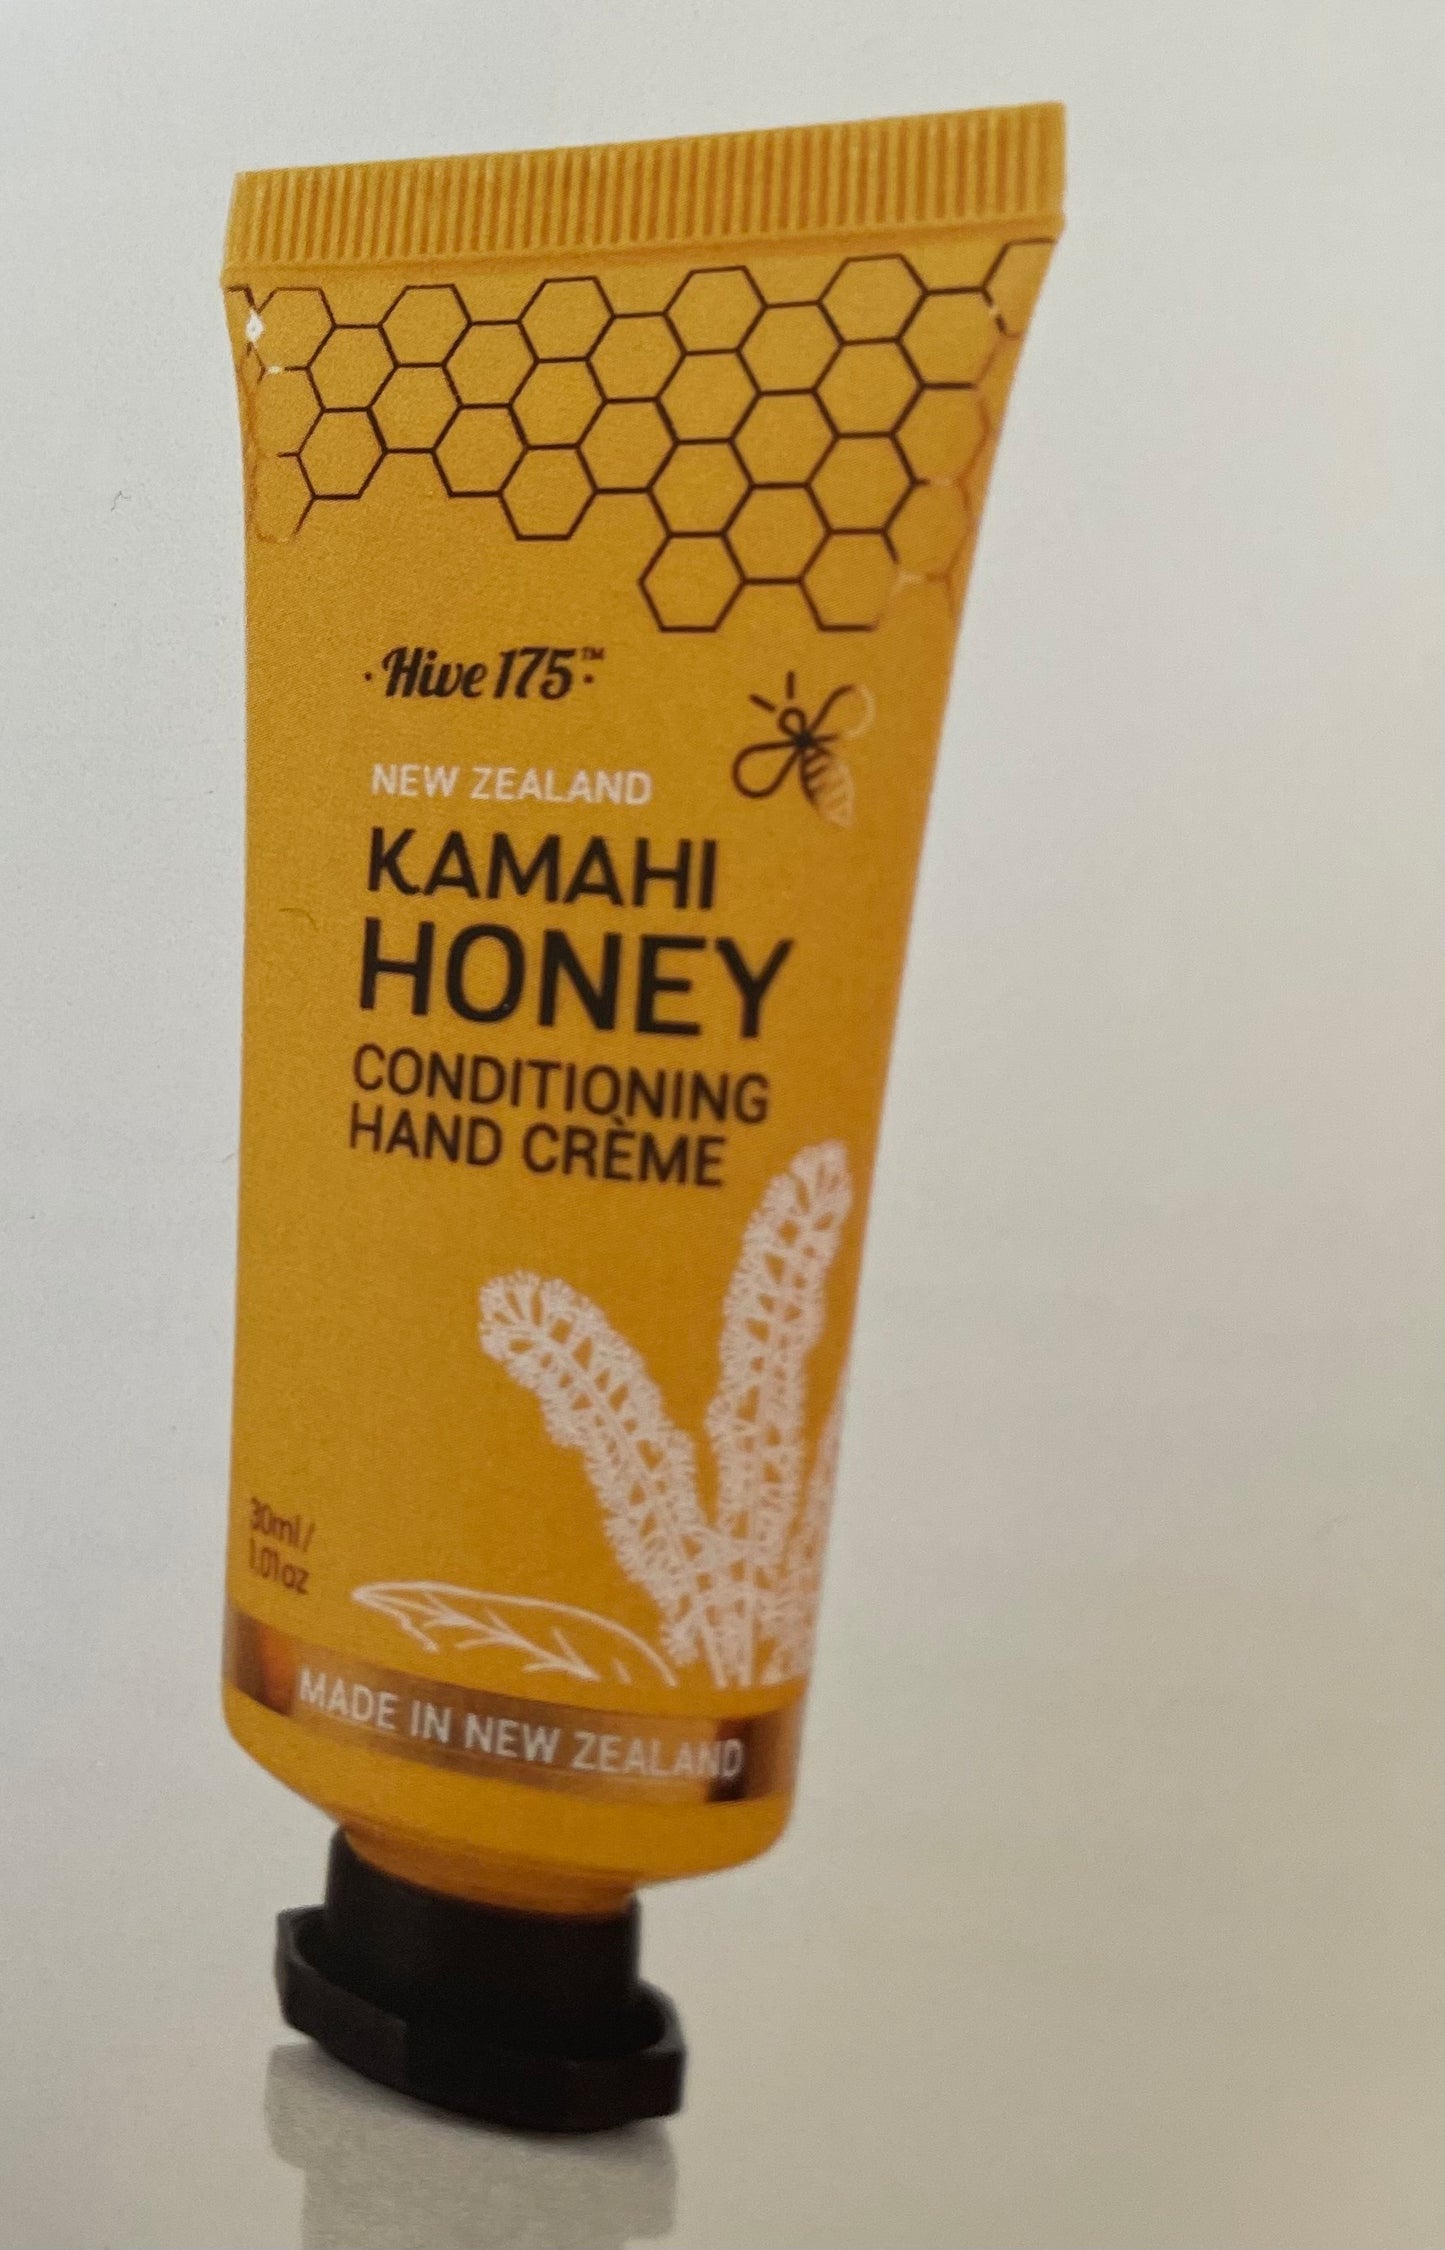 ·Hive 175™·
NEW ZEALAND
KAMAHI
HONEY
CONDITIONING
HAND CRÈME
30ml/
1.01oz
MADE IN NEW ZEALAND